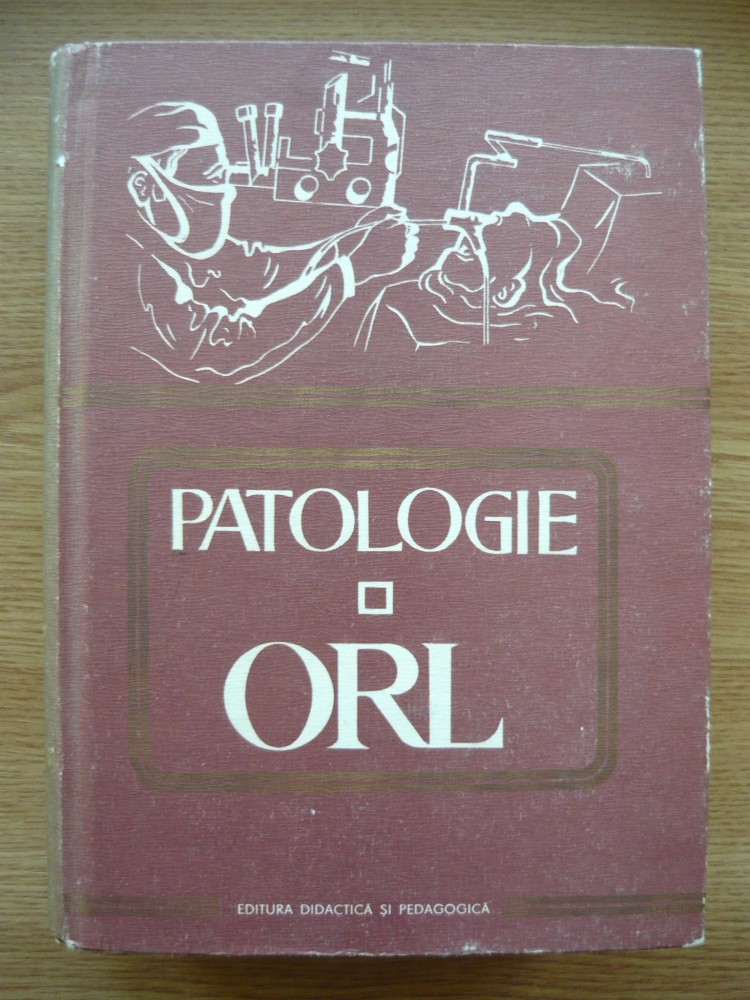 PATOLOGIE
ORL
EDITURA DIDACTICĂ ȘI PEDAGOGICĂ